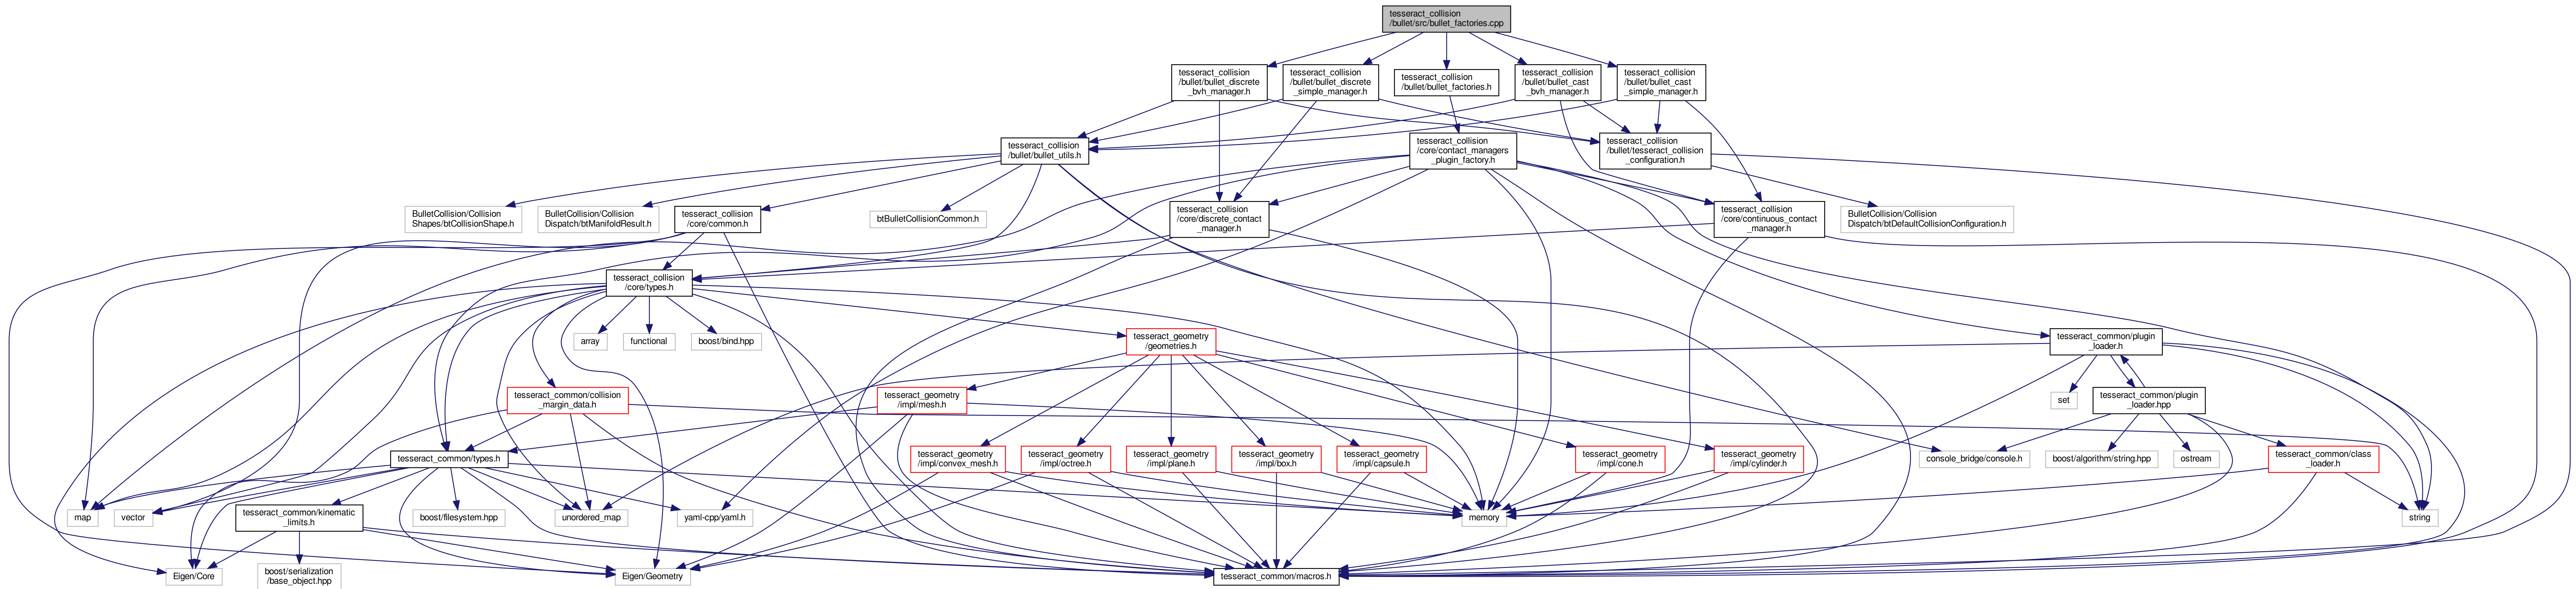 tesseract_collision
/bullet/src/bullet_factories.cpp
tesseract_collision
/bullet/bullet_discrete
_bvh_manager.h
tesseract_collision
/bullet/bullet_discrete
_simple_manager.h
tesseract_collision
/bullet/bullet_factories.h
tesseract_collision
/bullet/bullet_cast
_bvh_manager.h
tesseract_collision
/bullet/bullet_cast
_simple_manager.h
tesseract_collision
/bullet/bullet_utils.h
tesseract_collision
/core/contact_managers
_plugin_factory.h
tesseract_collision
/bullet/tesseract_collision
_configuration.h
BulletCollision/Collision
Shapes/btCollisionShape.h
BulletCollision/Collision
Dispatch/btManifoldResult.h
tesseract_collision
/core/common.h
btBulletCollisionCommon.h
tesseract_collision
/core/discrete_contact
_manager.h
tesseract_collision
/core/continuous_contact
_manager.h
BulletCollision/Collision
Dispatch/btDefaultCollisionConfiguration.h
tesseract_collision
/core/types.h
array
functional
boost/bind.hpp
tesseract_geometry
/geometries.h
tesseract_common/plugin
_loader.h
tesseract_common/collision
_margin_data.h
tesseract_geometry
/impl/mesh.h
set
tesseract_common/plugin
_loader.hpp
tesseract_common/types.h
tesseract_geometry
/impl/convex_mesh.h
tesseract_geometry
/impl/octree.h
tesseract_geometry
/impl/plane.h
tesseract_geometry
/impl/box.h
tesseract_geometry
/impl/capsule.h
tesseract_geometry
/impl/cone.h
tesseract_geometry
/impl/cylinder.h
console_bridge/console.h
boost/algorithm/string.hpp
ostream
tesseract_common/class
_loader.h
map
vector
tesseract_common/kinematic
_limits.h
boost/filesystem.hpp
unordered_map
yaml-cpp/yaml.h
memory
string
Eigen/Core
boost/serialization
/base_object.hpp
Eigen/Geometry
tesseract_common/macros.h